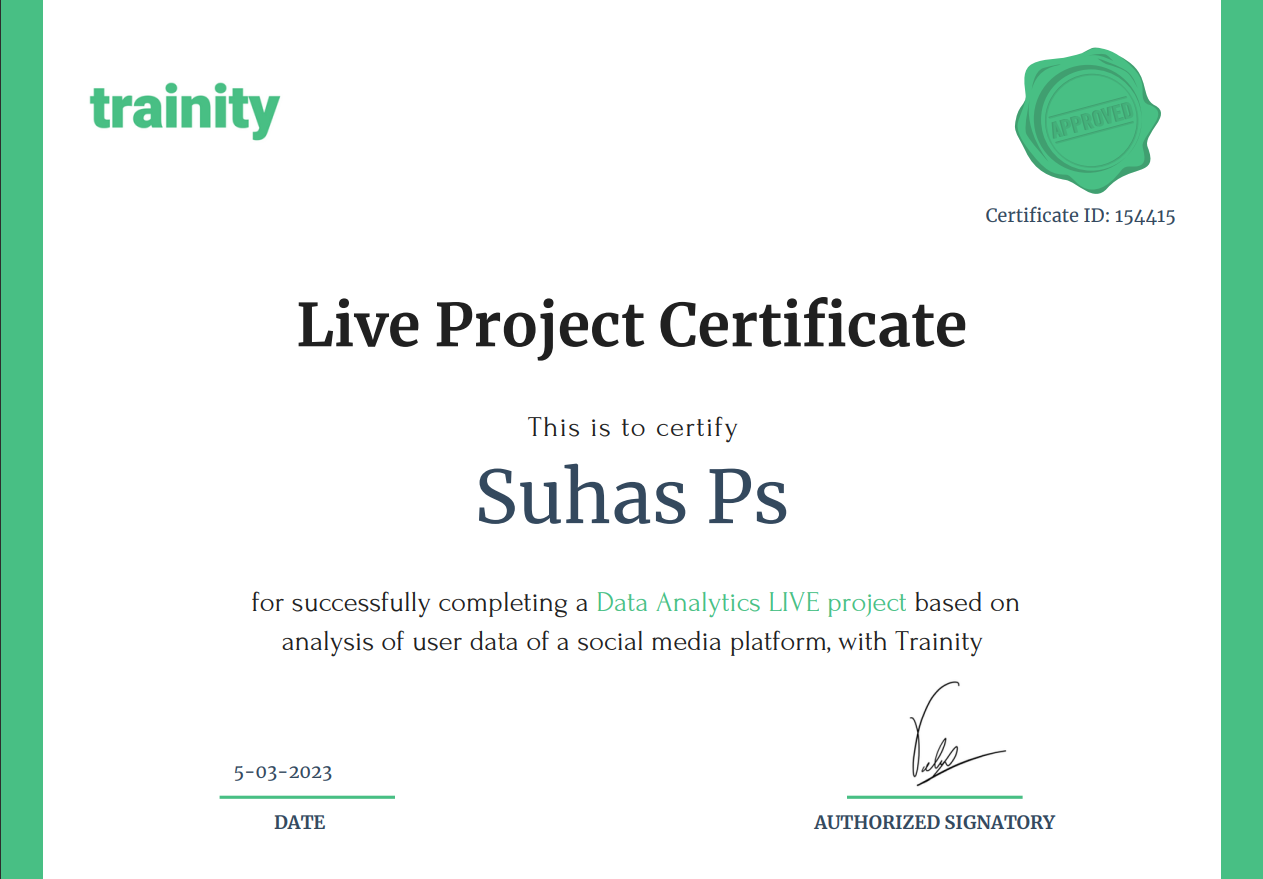 trainity
APPROVED
Certificate ID: 154415
Live Project Certificate
This is to certify
Suhas Ps
for successfully completing a Data Analytics LIVE project based on
analysis of user data of a social media platform, with Trainity
5-03-2023
DATE
AUTHORIZED SIGNATORY